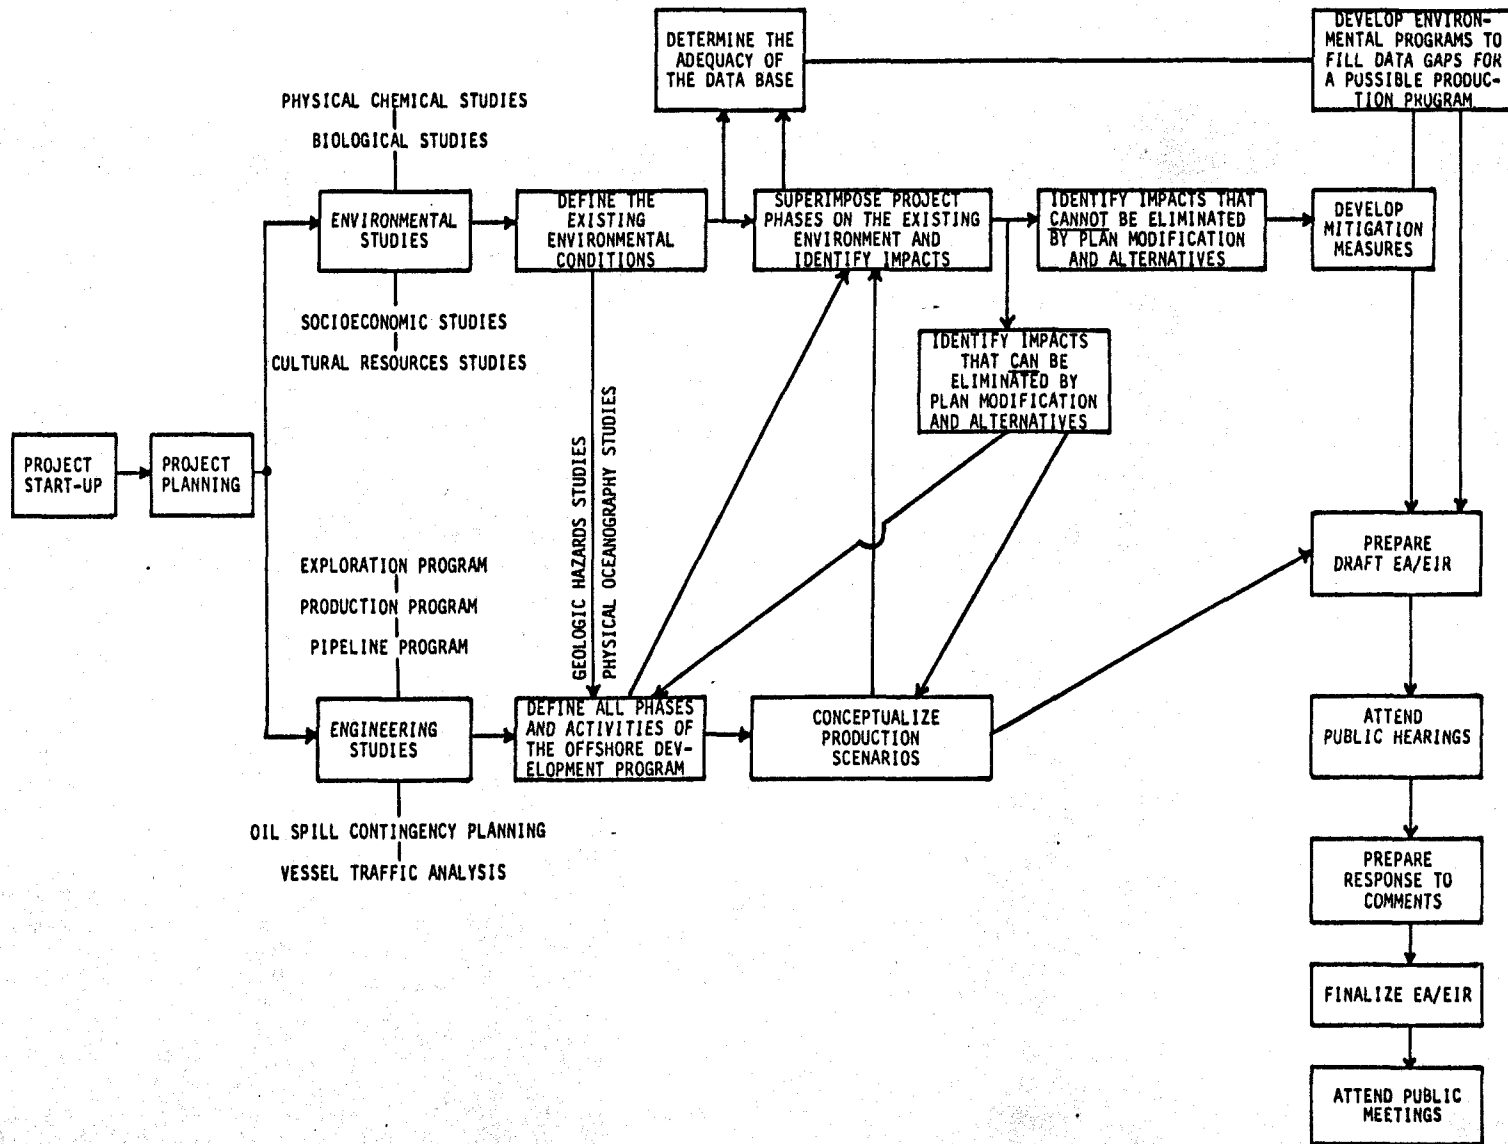 DETERMINE THE
ADEQUACY OF
THE DATA BASE
DEVELOP ENVIRON-
MENTAL PROGRAMS TO
FILL DATA GAPS FOR
A POSSIBLE PRODUC-
TION PROGRAM
PHYSICAL CHEMICAL STUDIES
BIOLOGICAL STUDIES
ENVIRONMENTAL
STUDIES
SOCIOECONOMIC STUDIES
CULTURAL RESOURCES STUDIES
DEFINE THE
EXISTING
ENVIRONMENTAL
CONDITIONS
SUPERIMPOSE PROJECT
PHASES ON THE EXISTING
ENVIRONMENT AND
IDENTIFY IMPACTS
IDENTIFY IMPACTS THAT
CANNOT BE ELIMINATED
BY PLAN MODIFICATION
AND ALTERNATIVES
DEVELOP
MITIGATION
MEASURES
IDENTIFY IMPACTS
THAT CAN BE
ELIMINATED BY
PLAN MODIFICATION
AND ALTERNATIVES
GEOLOGIC HAZARDS STUDIES
PHYSICAL OCEANOGRAPHY STUDIES
PROJECT
START-UP
PROJECT
PLANNING
EXPLORATION PROGRAM
PRODUCTION PROGRAM
PIPELINE PROGRAM
ENGINEERING
STUDIES
OIL SPILL CONTINGENCY PLANNING
VESSEL TRAFFIC ANALYSIS
DEFINE ALL PHASES
AND ACTIVITIES OF
THE OFFSHORE DEV-
ELOPMENT PROGRAM
CONCEPTUALIZE
PRODUCTION
SCENARIOS
PREPARE
DRAFT EA/EIR
ATTEND
PUBLIC HEARINGS
PREPARE
RESPONSE TO
COMMENTS
FINALIZE EA/EIR
ATTEND PUBLIC
MEETINGS